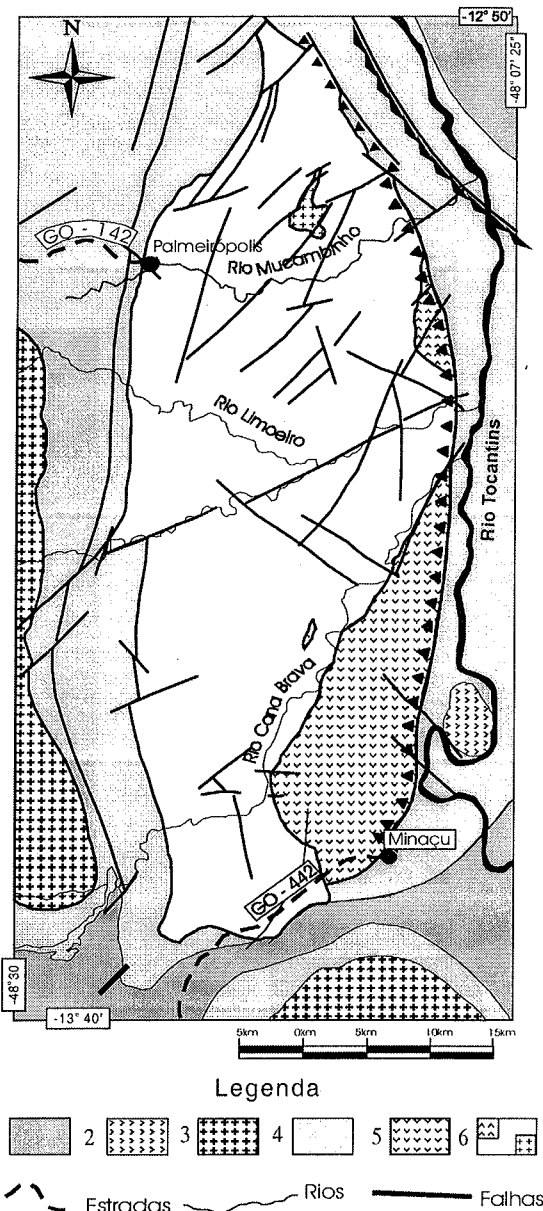 -12° 50'
-48° 07' 25"
N
GO - 142
Palmeirópolis
Rio Mucambinho
Rio Limoeiro
Rio Tocantins
Rio Cana Brava
Minaçu
GO - 442
-48°30
-13° 40'
5km 0km 5km 10km 15km
Legenda
2 3 4 5 6
Estradas Rios Falhas